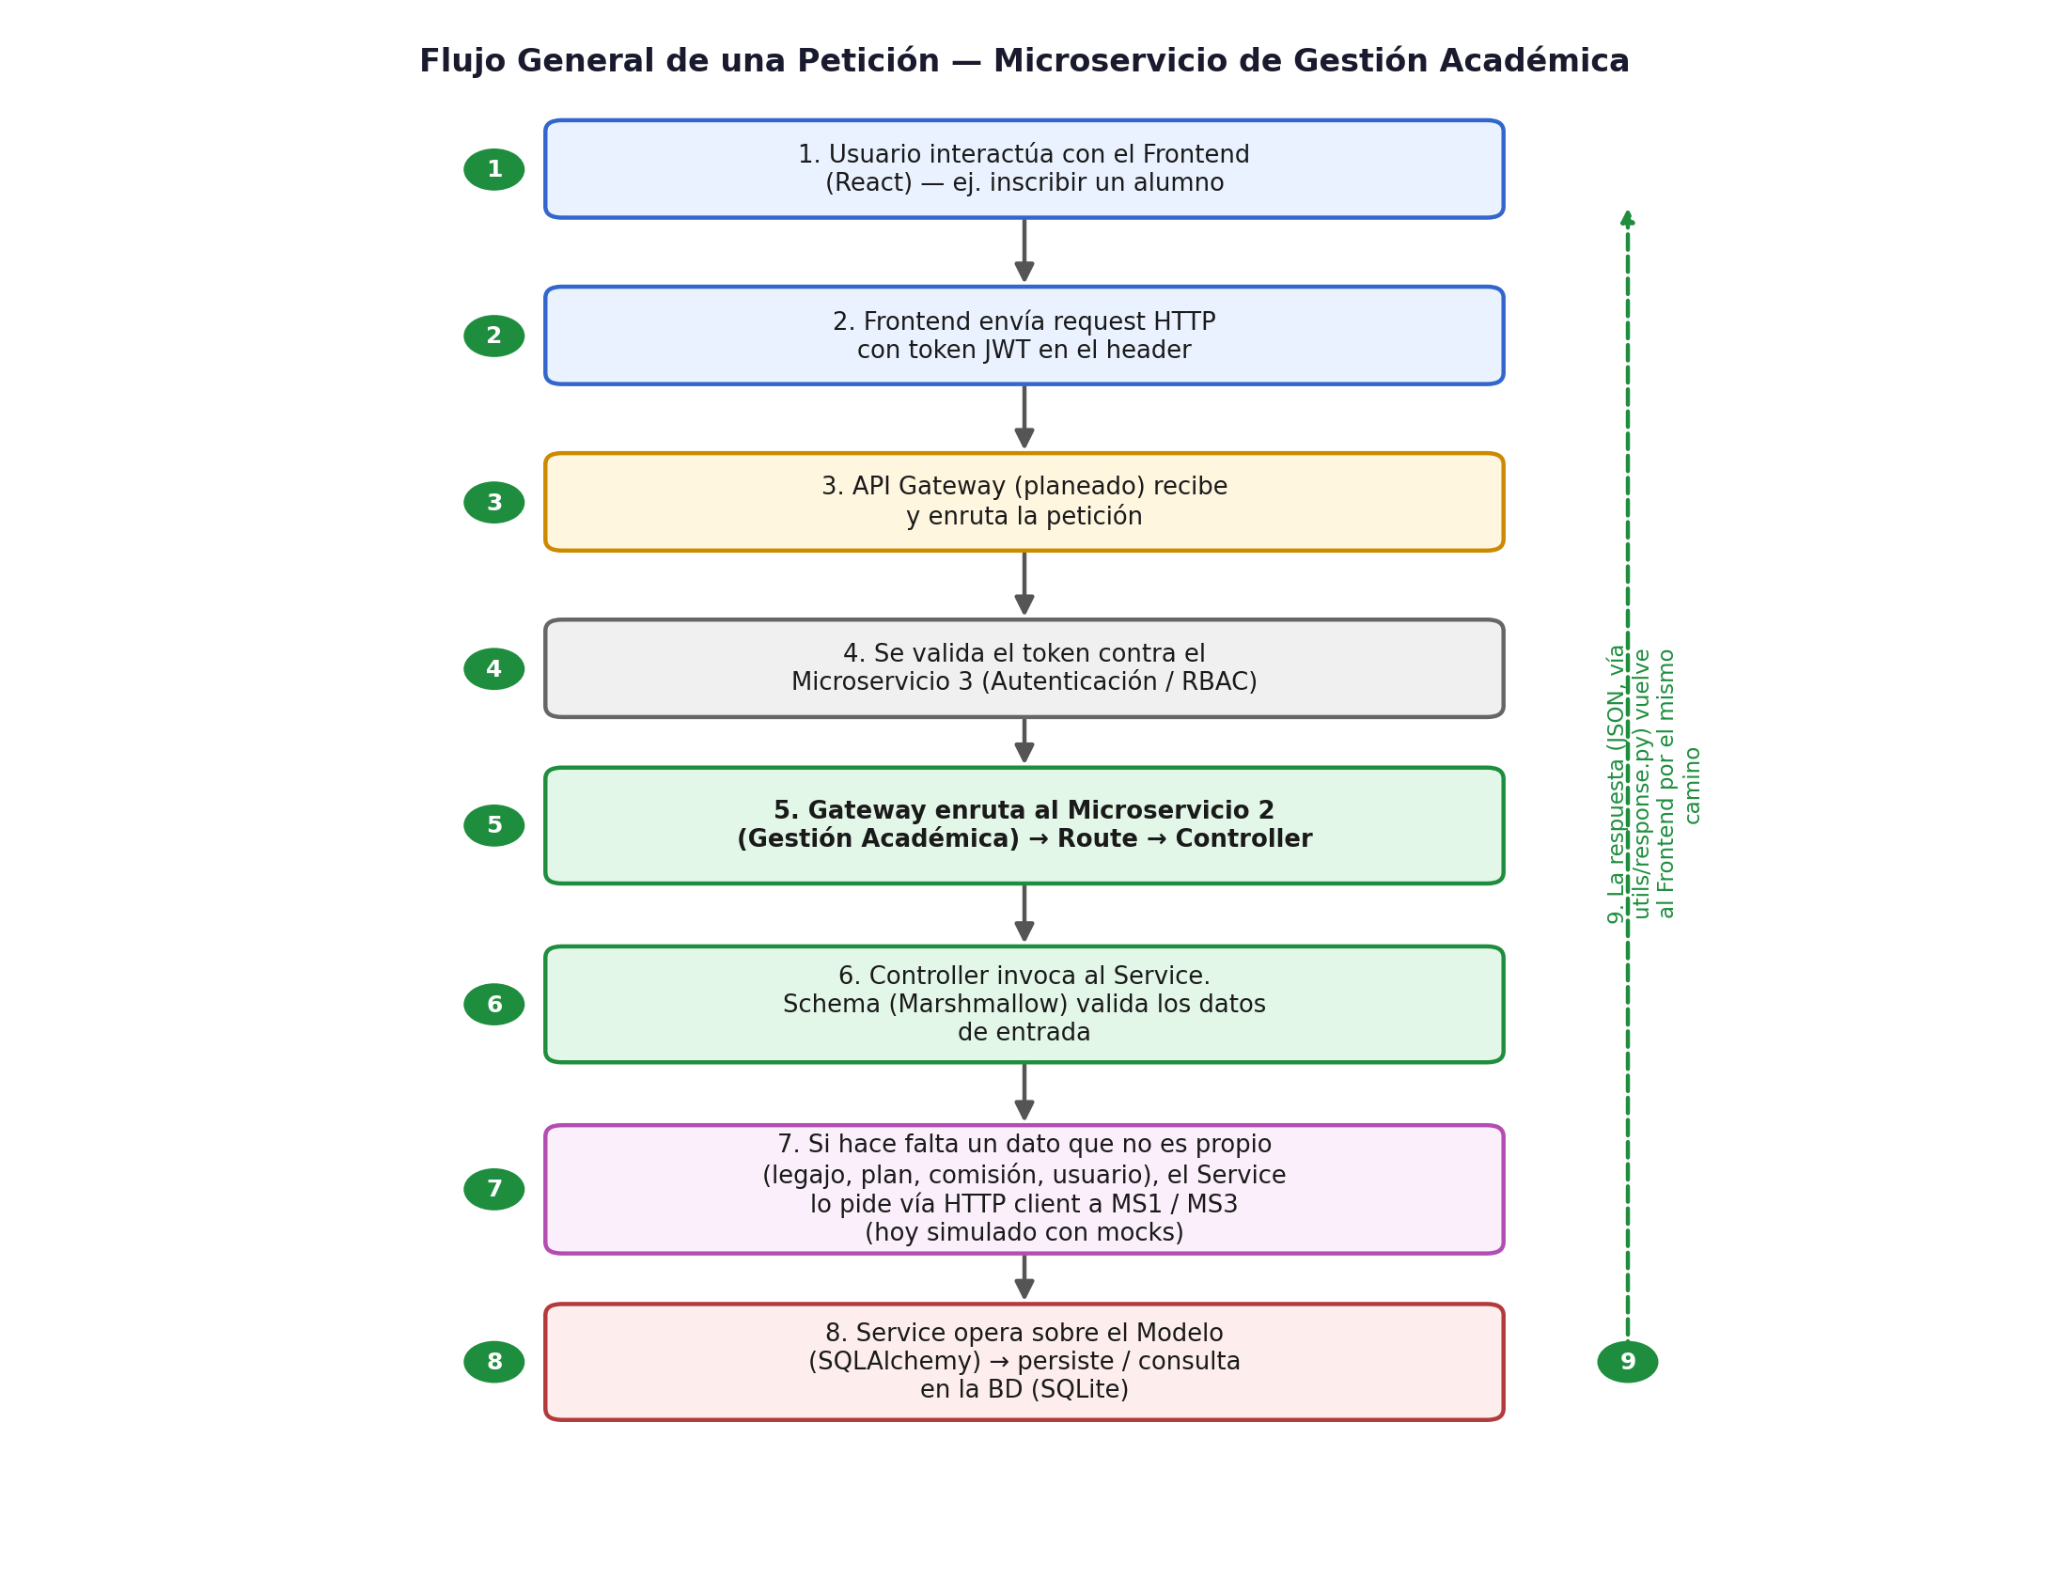 Flujo General de una Petición — Microservicio de Gestión Académica
1
1. Usuario interactúa con el Frontend
(React) — ej. inscribir un alumno
2
2. Frontend envía request HTTP
con token JWT en el header
3
3. API Gateway (planeado) recibe
y enruta la petición
4
4. Se valida el token contra el
Microservicio 3 (Autenticación / RBAC)
5
5. Gateway enruta al Microservicio 2
(Gestión Académica) → Route → Controller
6
6. Controller invoca al Service.
Schema (Marshmallow) valida los datos
de entrada
7
7. Si hace falta un dato que no es propio
(legajo, plan, comisión, usuario), el Service
lo pide vía HTTP client a MS1 / MS3
(hoy simulado con mocks)
8
8. Service opera sobre el Modelo
(SQLAlchemy) → persiste / consulta
en la BD (SQLite)
9
9. La respuesta (JSON, vía
utils/response.py) vuelve
al Frontend por el mismo
camino